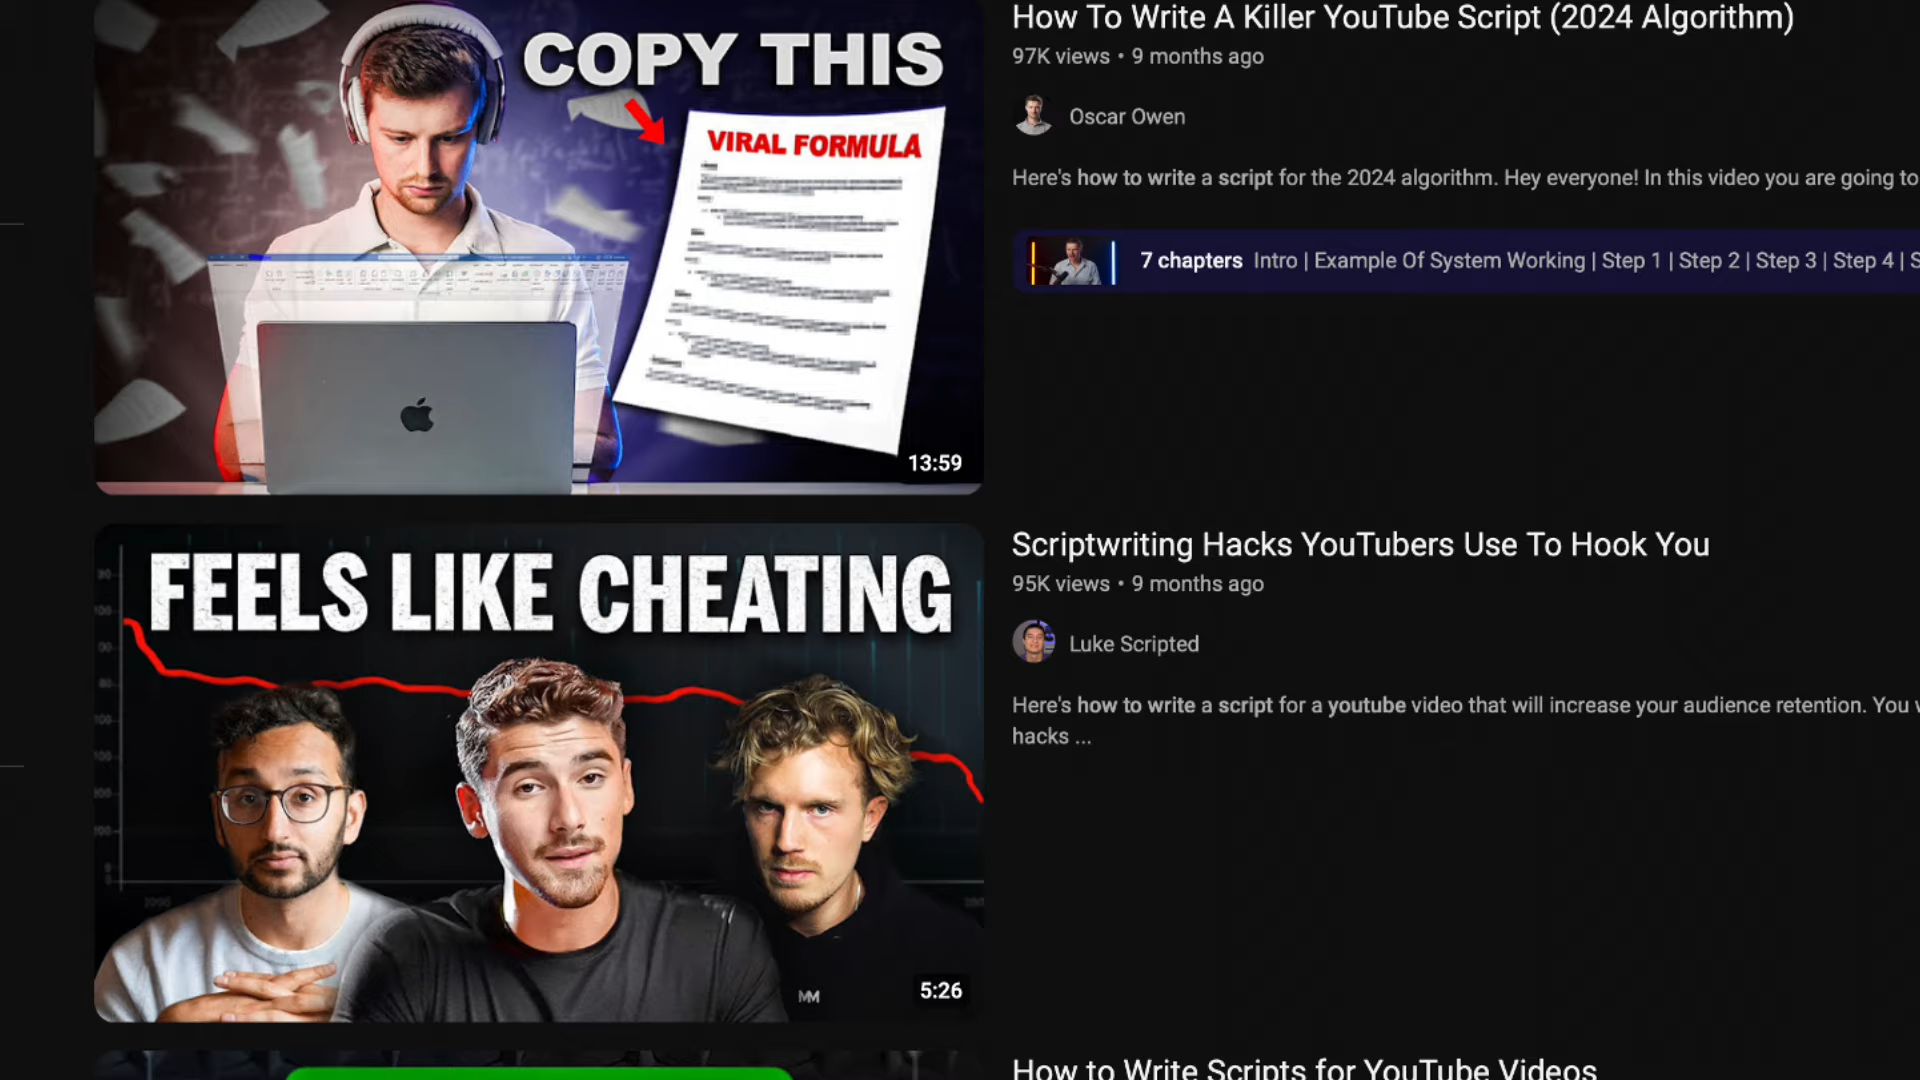 COPY THIS
VIRAL FORMULA
13:59
How To Write A Killer YouTube Script (2024 Algorithm)
97K views • 9 months ago
Oscar Owen
Here's how to write a script for the 2024 algorithm. Hey everyone! In this video you are going to
7 chapters Intro | Example Of System Working | Step 1 | Step 2 | Step 3 | Step 4 | S
FEELS LIKE CHEATING
MM
5:26
Scriptwriting Hacks YouTubers Use To Hook You
95K views • 9 months ago
Luke Scripted
Here's how to write a script for a youtube video that will increase your audience retention. You
hacks ...
How to Write Scripts for YouTube Videos